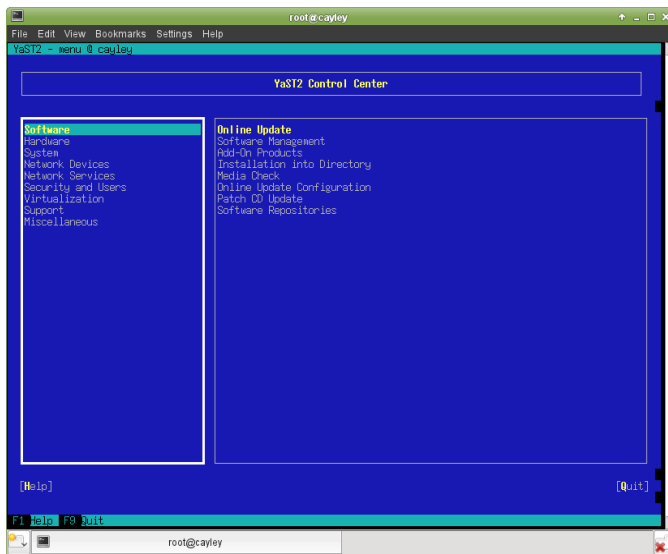 root@cayley
File Edit View Bookmarks Settings Help
YaST2 - menu @ cayley
YaST2 Control Center
Software
Hardware
System
Network Devices
Network Services
Security and Users
Virtualization
Support
Miscellaneous
Online Update
Software Management
Add-On Products
Installation into Directory
Media Check
Online Update Configuration
Patch CD Update
Software Repositories
[Help] [Quit]
F1 Help F9 Quit
root@cayley